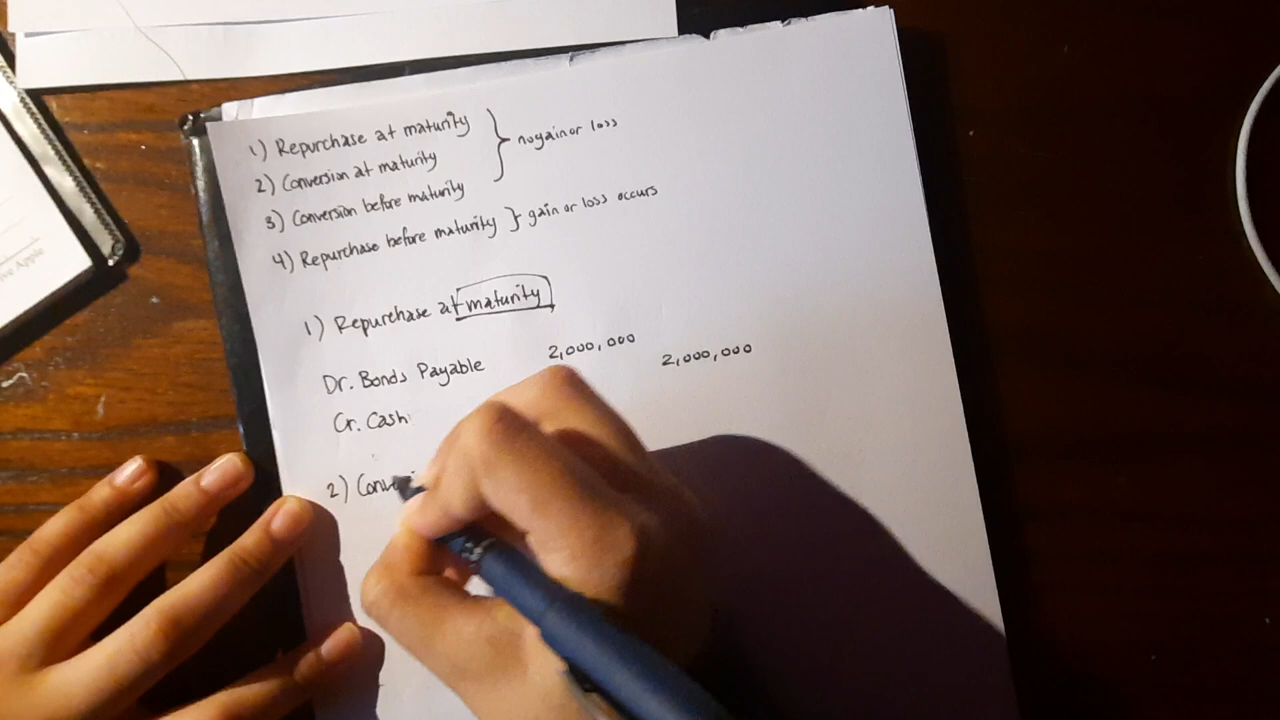 1) Repurchase at maturity
2) Conversion at maturity
3) Conversion before maturity
} no gain or loss
4) Repurchase before maturity } gain or loss occurs
1) Repurchase at maturity
Dr. Bonds Payable 2,000,000
Cr. Cash 2,000,000
2)
Apple